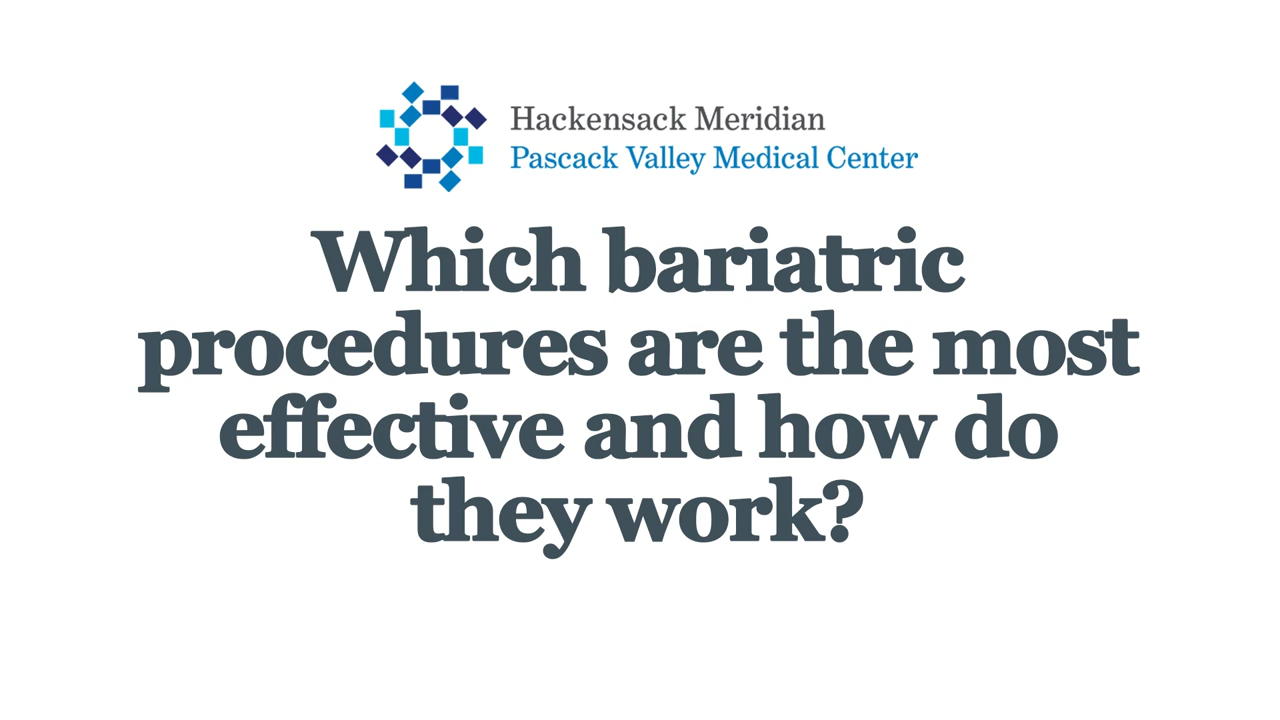 Hackensack Meridian
Pascack Valley Medical Center
Which bariatric
procedures are the most
effective and how do
they work?